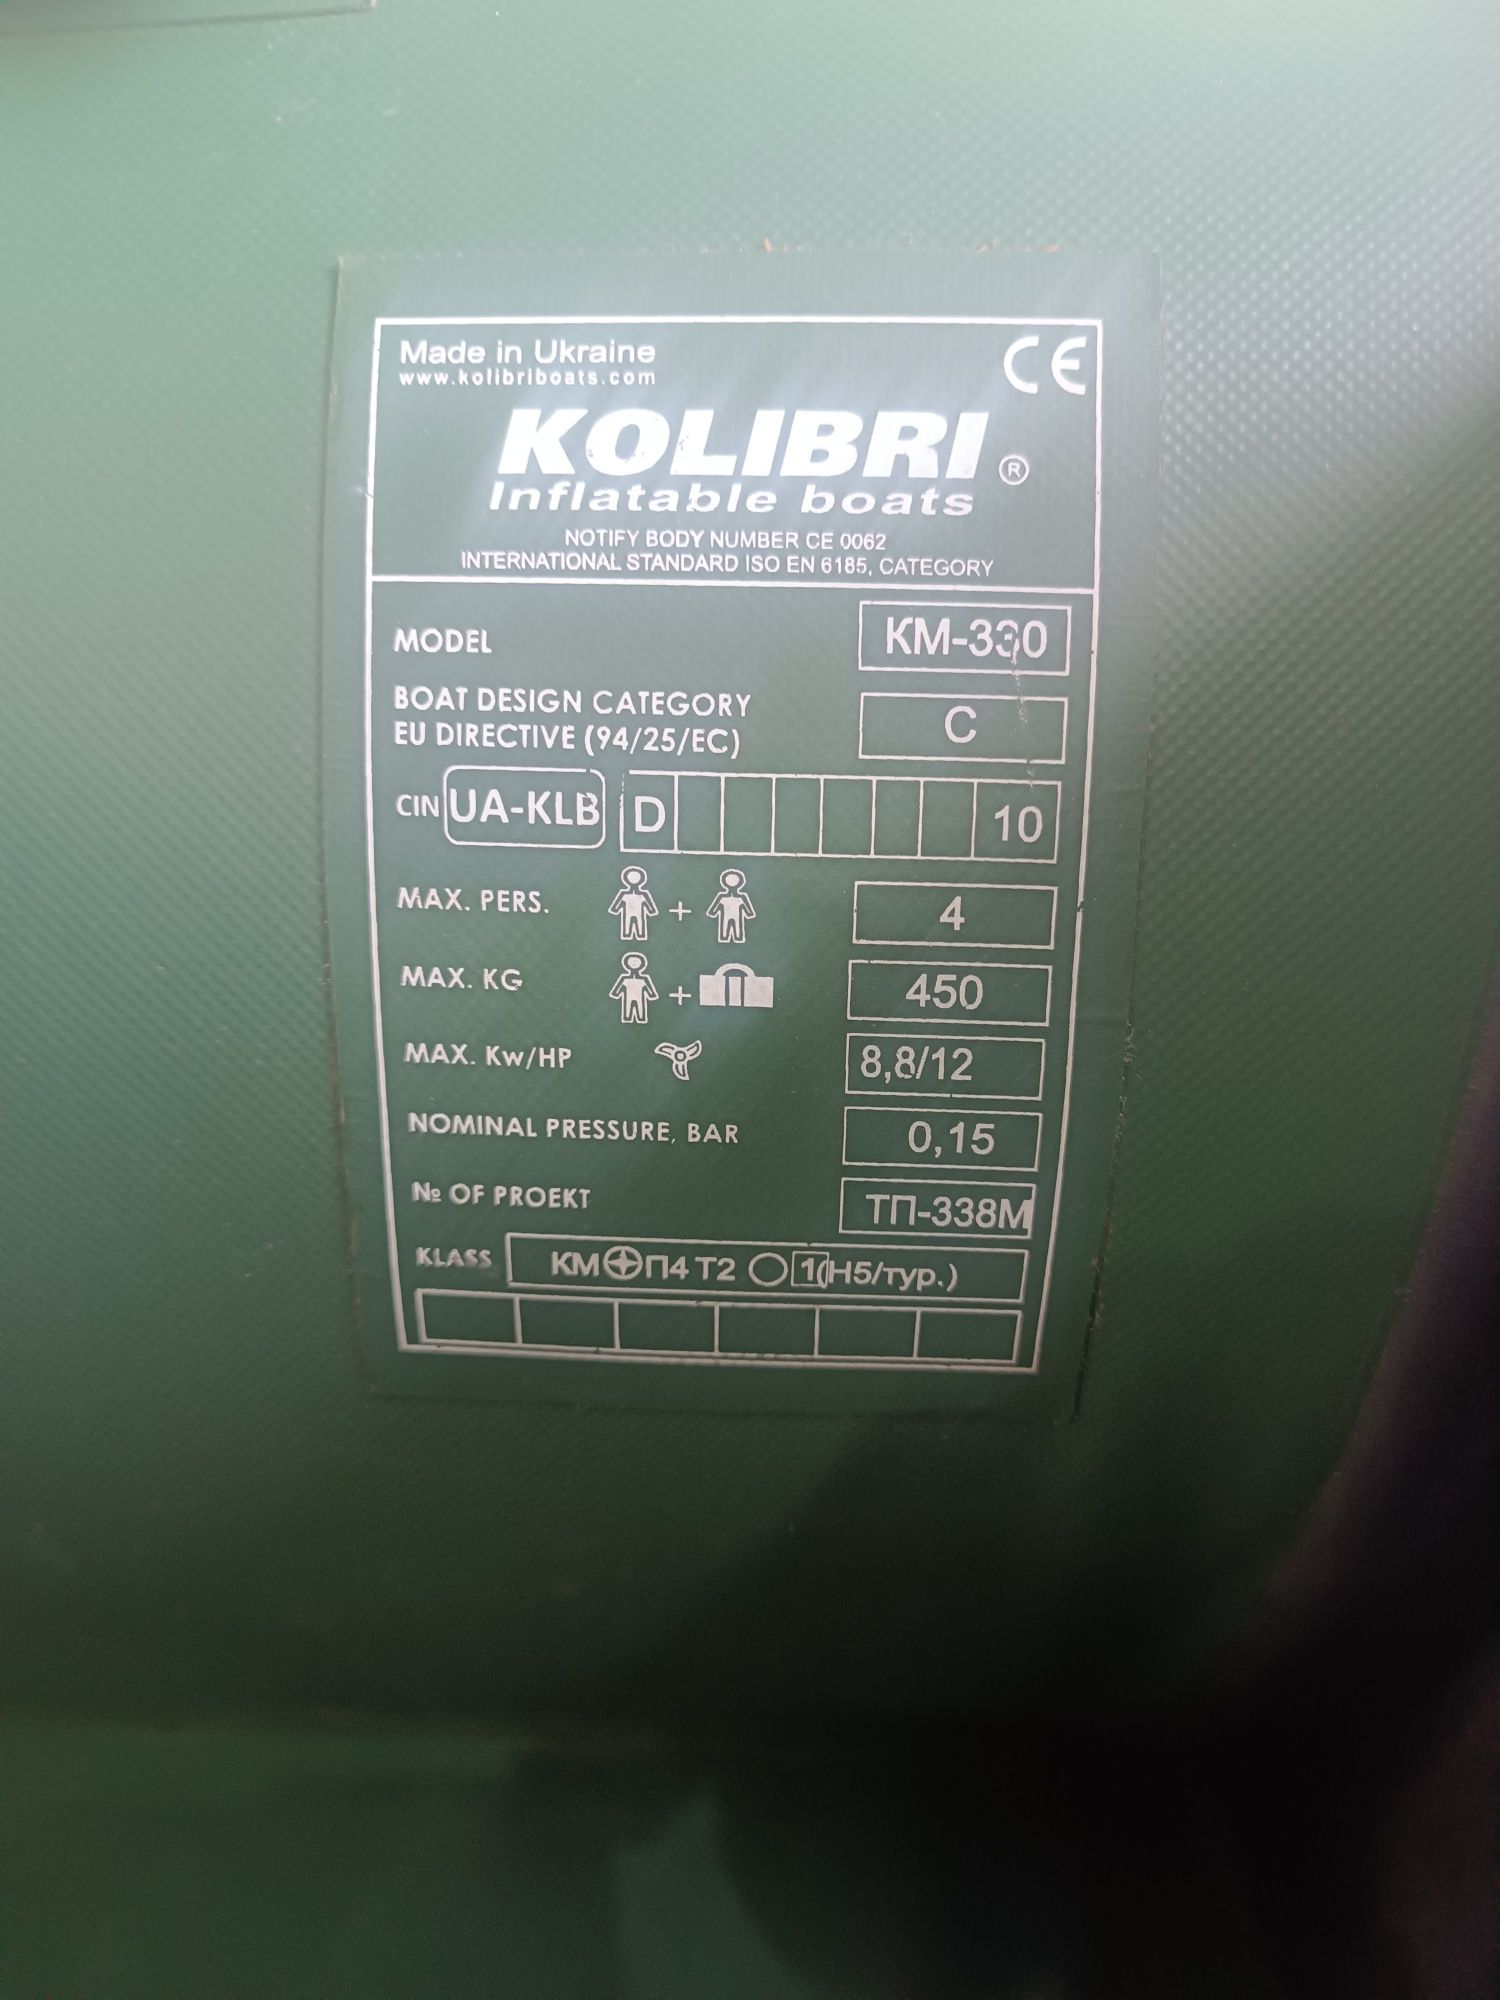 Made in Ukraine
www.kolibriboats.com
CE
KOLIBRI ®
Inflatable boats
NOTIFY BODY NUMBER CE 0062
INTERNATIONAL STANDARD ISO EN 6185, CATEGORY
MODEL КМ-330
BOAT DESIGN CATEGORY
EU DIRECTIVE (94/25/EC) C
CIN UA-KLB D 10
MAX. PERS. + 4
MAX. KG + 450
MAX. Kw/HP 8,8/12
NOMINAL PRESSURE, BAR 0,15
№ OF PROEKT ТП-338М
KLASS КМ П4 Т2 1(Н5/тур.)